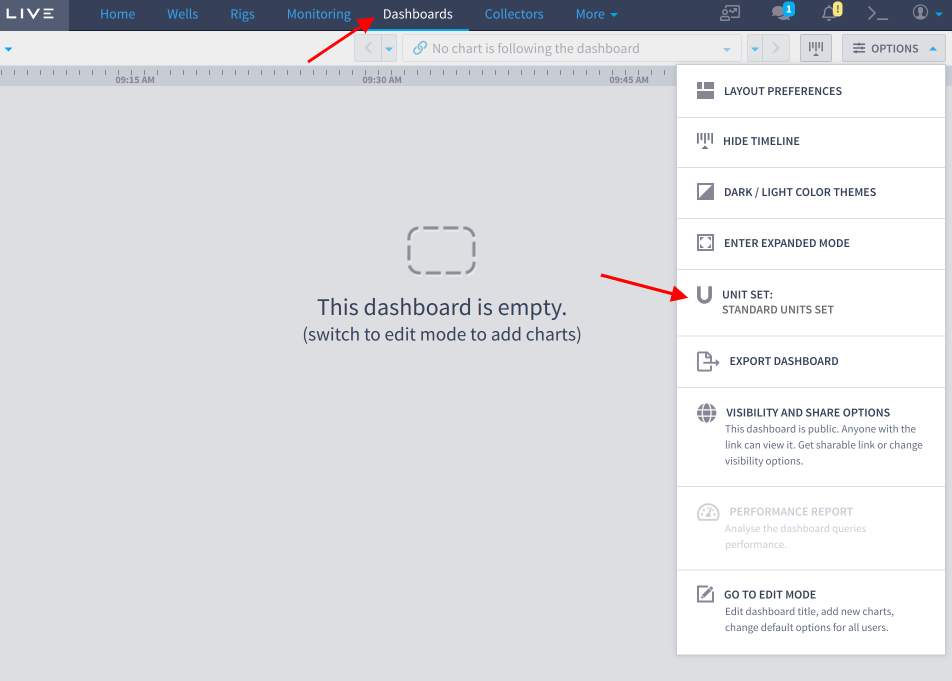 LIVE
Home Wells Rigs Monitoring Dashboards Collectors More 1 !
No chart is following the dashboard
OPTIONS
09:15 AM 09:30 AM 09:45 AM
LAYOUT PREFERENCES
HIDE TIMELINE
DARK / LIGHT COLOR THEMES
ENTER EXPANDED MODE
This dashboard is empty.
(switch to edit mode to add charts)
UNIT SET:
STANDARD UNITS SET
EXPORT DASHBOARD
VISIBILITY AND SHARE OPTIONS
This dashboard is public. Anyone with the
link can view it. Get sharable link or change
visibility options.
PERFORMANCE REPORT
Analyse the dashboard queries
performance.
GO TO EDIT MODE
Edit dashboard title, add new charts,
change default options for all users.